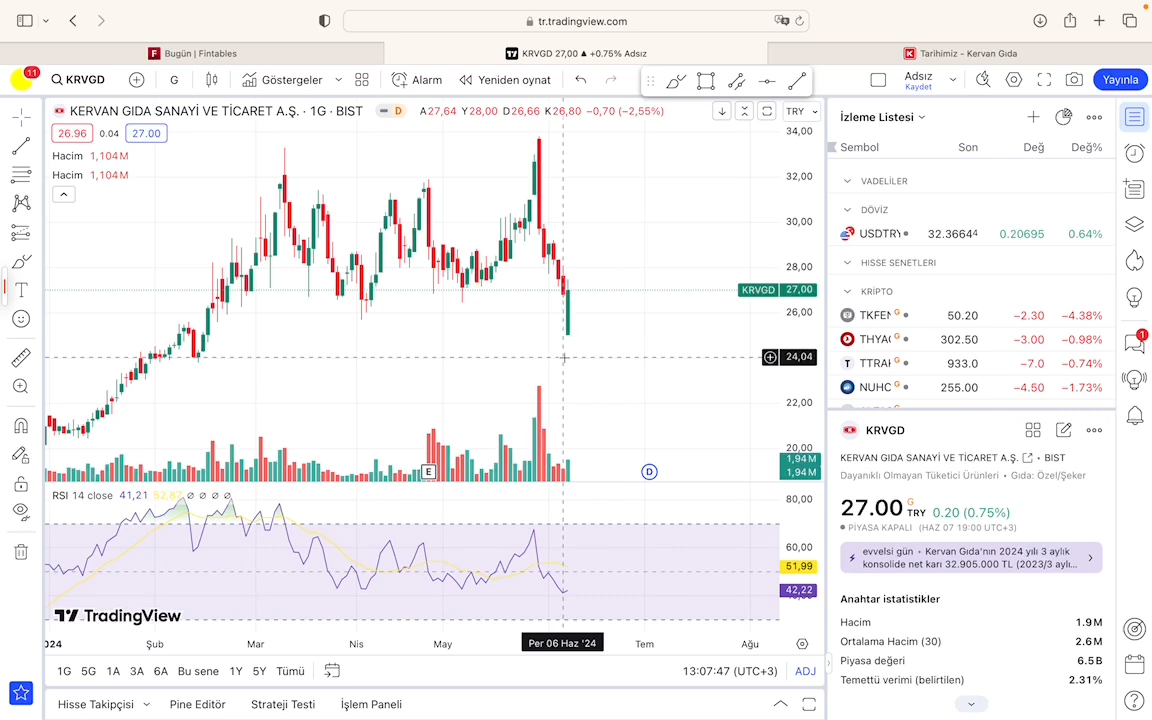 tr.tradingview.com
Bugün | Fintables
KRVGD 27,00 ▲ +0.75% Adsız
Tarihimiz - Kervan Gıda
11
KRVGD
G
Göstergeler
Alarm
Yeniden oynat
Adsız
Kaydet
Yayınla
KERVAN GIDA SANAYİ VE TİCARET A.Ş. · 1G · BIST
D
A27,64 Y28,00 D26,66 K26,80 −0,70 (−2,55%)
TRY
26.96 0.04 27.00
Hacim 1,104M
Hacim 1,104M
34,00
32,00
30,00
28,00
KRVGD 27,00
26,00
24,04
22,00
20,00
1,94M
1,94M
E
D
RSI 14 close 41,21 52,87 ∅ ∅ ∅ ∅
80,00
60,00
51,99
42,22
TradingView
2024 Şub Mar Nis May Per 06 Haz '24 Tem Ağu
1G 5G 1A 3A 6A Bu sene 1Y 5Y Tümü
13:07:47 (UTC+3) ADJ
Hisse Takipçisi Pine Editör Strateji Testi İşlem Paneli
İzleme Listesi
Sembol Son Değ Değ%
VADELİLER
DÖVİZ
USDTRY 32.36644 0.20695 0.64%
HISSE SENETLERI
KRİPTO
TKFEN G 50.20 −2.30 −4.38%
THYAO G 302.50 −3.00 −0.98%
TTRAK G 933.0 −7.0 −0.74%
NUHC G 255.00 −4.50 −1.73%
KRVGD
KERVAN GIDA SANAYİ VE TİCARET A.Ş. • BIST
Dayanıklı Olmayan Tüketici Ürünleri • Gıda: Özel/Şeker
27.00 G TRY 0.20 (0.75%)
PİYASA KAPALI (HAZ 07 19:00 UTC+3)
evvelsi gün • Kervan Gıda'nın 2024 yılı 3 aylık
konsolide net karı 32.905.000 TL (2023/3 aylı...
Anahtar istatistikler
Hacim 1.9M
Ortalama Hacim (30) 2.6M
Piyasa değeri 6.5B
Temettü verimi (belirtilen) 2.31%
1